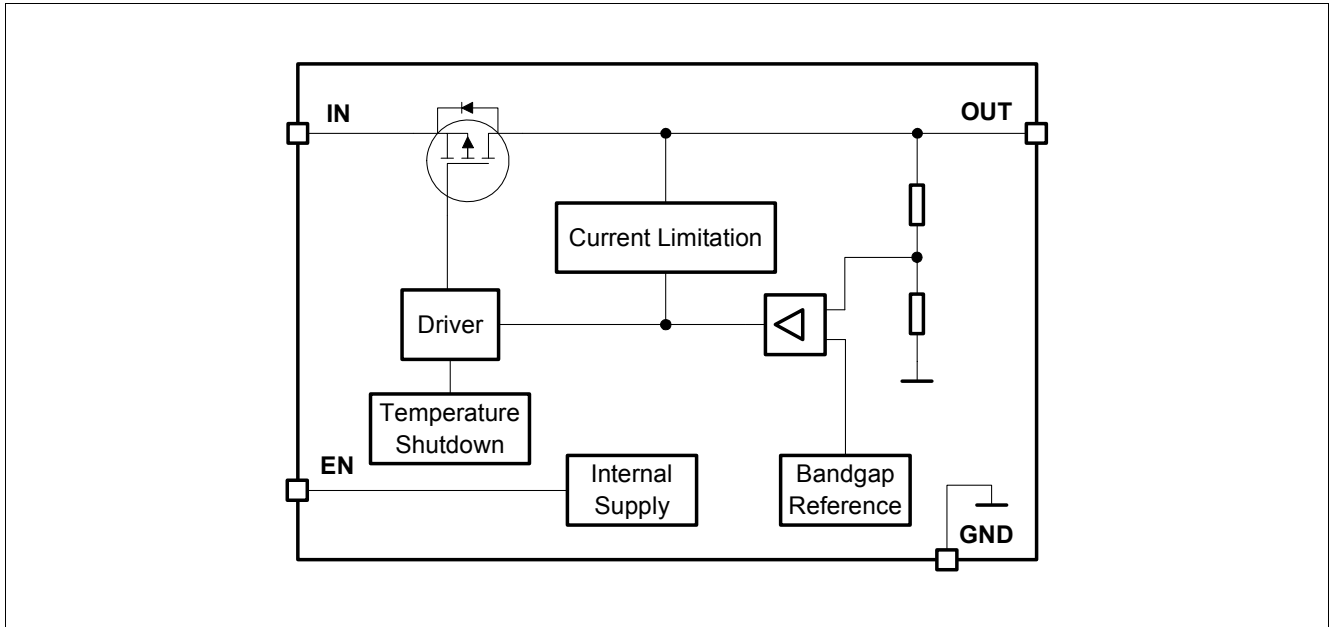 IN
OUT
Current Limitation
Driver
Temperature
Shutdown
EN
Internal
Supply
Bandgap
Reference
GND